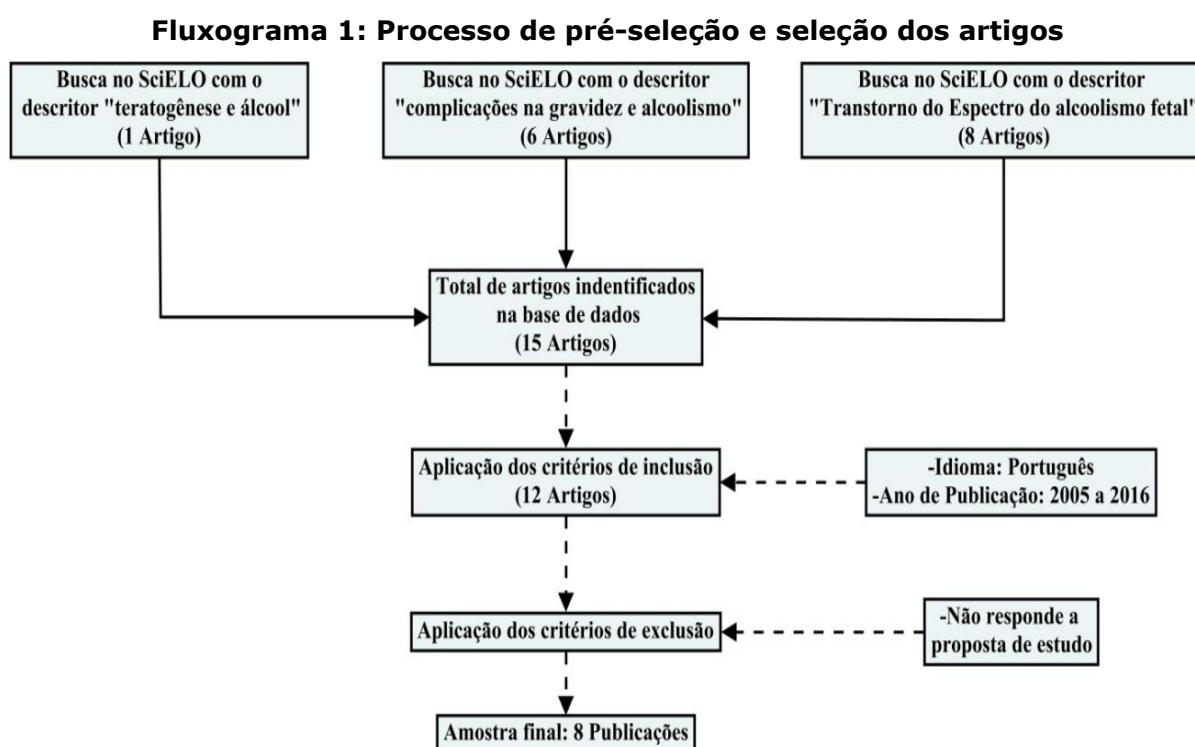 Fluxograma 1: Processo de pré-seleção e seleção dos artigos
Busca no SciELO com o
descritor "teratogênese e álcool"
(1 Artigo)
Busca no SciELO com o descritor
"complicações na gravidez e alcoolismo"
(6 Artigos)
Busca no SciELO com o descritor
"Transtorno do Espectro do alcoolismo fetal"
(8 Artigos)
Total de artigos indentificados
na base de dados
(15 Artigos)
Aplicação dos critérios de inclusão
(12 Artigos)
-Idioma: Português
-Ano de Publicação: 2005 a 2016
Aplicação dos critérios de exclusão
-Não responde a
proposta de estudo
Amostra final: 8 Publicações